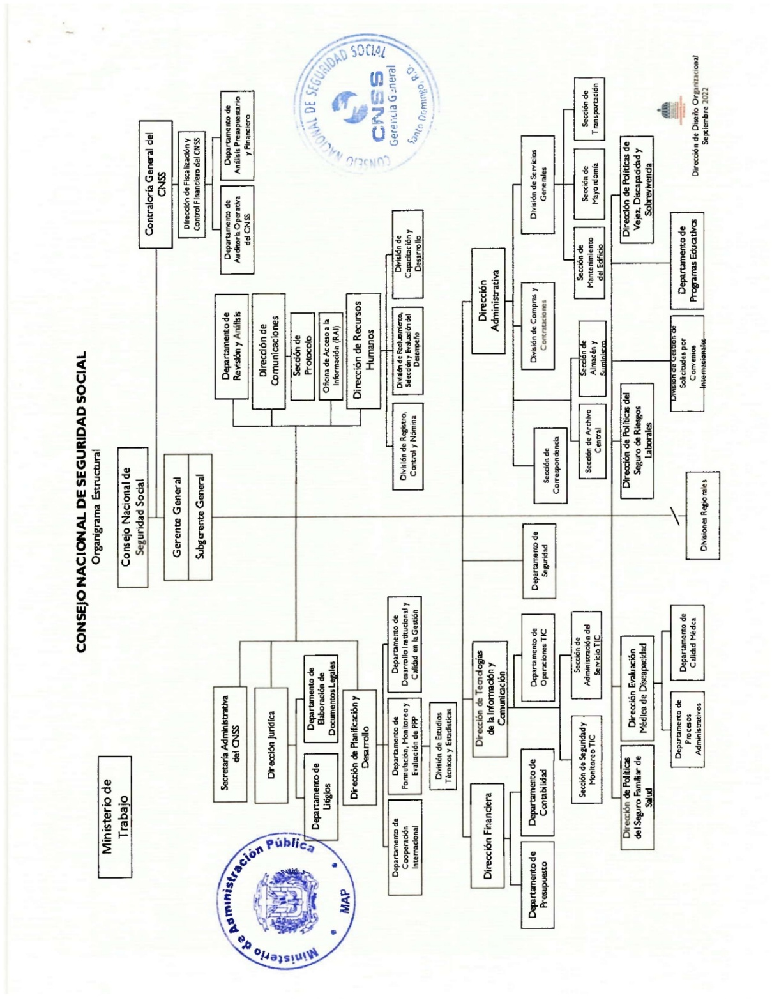 CONSEJO NACIONAL DE SEGURIDAD SOCIAL
Organigrama Estructural
Ministerio de
Trabajo
Consejo Nacional de
Seguridad Social
Contraloría General del
CNSS
Gerente General
Subgerente General
Dirección de Fiscalización y
Control Financiero del CNSS
Departamento de
Auditoría Operativa
del CNSS
Departamento de
Análisis Presupuestario
y Financiero
Secretaría Administrativa
del CNSS
Dirección Jurídica
Departamento de
Litigios
Departamento de
Elaboración de
Documentos Legales
Dirección de Planificación y
Desarrollo
Departamento de
Cooperación
Internacional
Departamento de
Formulación, Monitoreo y
Evaluación de PPP
Departamento de
Desarrollo Institucional y
Calidad en la Gestión
División de Estudios
Técnicos y Estadísticas
Departamento de
Revisión y Análisis
Dirección de
Comunicaciones
Sección de
Protocolo
Oficina de Acceso a la
Información (RAI)
Dirección de Recursos
Humanos
División de Registro,
Control y Nómina
División de Reclutamiento,
Selección y Evaluación del
Desempeño
División de
Capacitación y
Desarrollo
Dirección Financiera
Departamento de
Presupuesto
Departamento de
Contabilidad
Dirección de Tecnologías
de la Información y
Comunicación
Departamento de
Operaciones TIC
Sección de Seguridad y
Monitoreo TIC
Sección de
Administración del
Servicio TIC
Departamento de
Seguridad
Dirección
Administrativa
Sección de
Correspondencia
División de Compras y
Contrataciones
División de Servicios
Generales
Sección de Archivo
Central
Sección de
Almacén y
Suministro
Sección de
Mantenimiento
del Edificio
Sección de
Mayordomía
Sección de
Transportación
Dirección de Políticas
del Seguro Familiar de
Salud
Dirección Evaluación
Médica de Discapacidad
Departamento de
Procesos
Administrativos
Departamento de
Calidad Médica
Dirección de Políticas del
Seguro de Riesgos
Laborales
Dirección de Políticas de
Vejez, Discapacidad y
Sobrevivenda
División de Gestión de
Solicitudes por
Convenios
Internacionales
Departamento de
Programas Educativos
Divisiones Regionales
Dirección de Diseño Organizacional
Septiembre 2022
Ministerio de Administración Pública
MAP
CONSEJO NACIONAL DE SEGURIDAD SOCIAL
CNSS
Gerencia General
Santo Domingo, R.D.